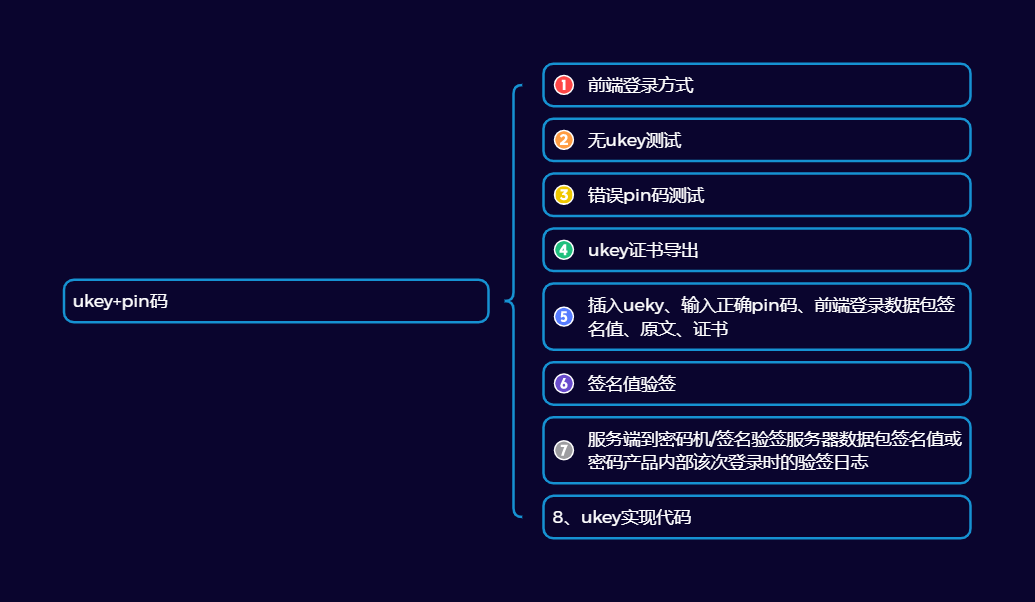 ukey+pin码
1 前端登录方式
2 无ukey测试
3 错误pin码测试
4 ukey证书导出
5 插入ueky、输入正确pin码、前端登录数据包签
名值、原文、证书
6 签名值验签
7 服务端到密码机/签名验签服务器数据包签名值或
密码产品内部该次登录时的验签日志
8、ukey实现代码